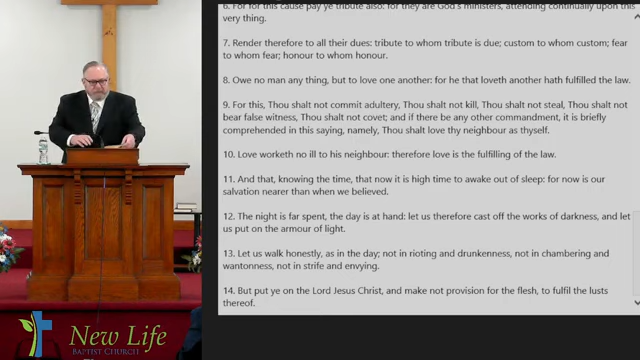 6. For for this cause pay ye tribute also: for they are God's ministers, attending continually upon this
very thing.
7. Render therefore to all their dues: tribute to whom tribute is due; custom to whom custom; fear
to whom fear; honour to whom honour.
8. Owe no man any thing, but to love one another: for he that loveth another hath fulfilled the law.
9. For this, Thou shalt not commit adultery, Thou shalt not kill, Thou shalt not steal, Thou shalt not
bear false witness, Thou shalt not covet; and if there be any other commandment, it is briefly
comprehended in this saying, namely, Thou shalt love thy neighbour as thyself.
10. Love worketh no ill to his neighbour: therefore love is the fulfilling of the law.
11. And that, knowing the time, that now it is high time to awake out of sleep: for now is our
salvation nearer than when we believed.
12. The night is far spent, the day is at hand: let us therefore cast off the works of darkness, and let
us put on the armour of light.
13. Let us walk honestly, as in the day; not in rioting and drunkenness, not in chambering and
wantonness, not in strife and envying.
14. But put ye on the Lord Jesus Christ, and make not provision for the flesh, to fulfil the lusts
thereof.
New Life
BAPTIST CHURCH